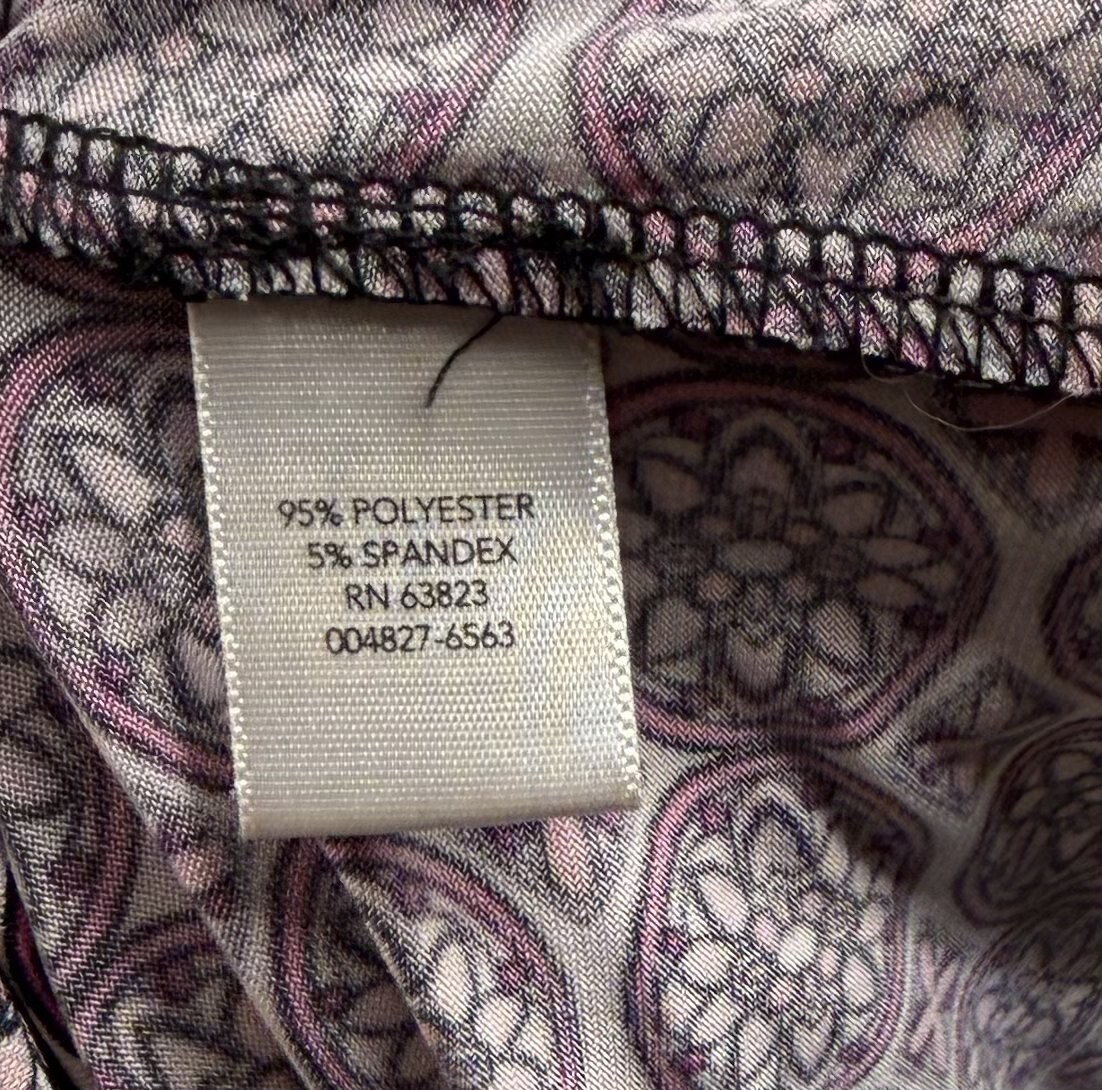 95% POLYESTER
5% SPANDEX
RN 63823
004827-6563